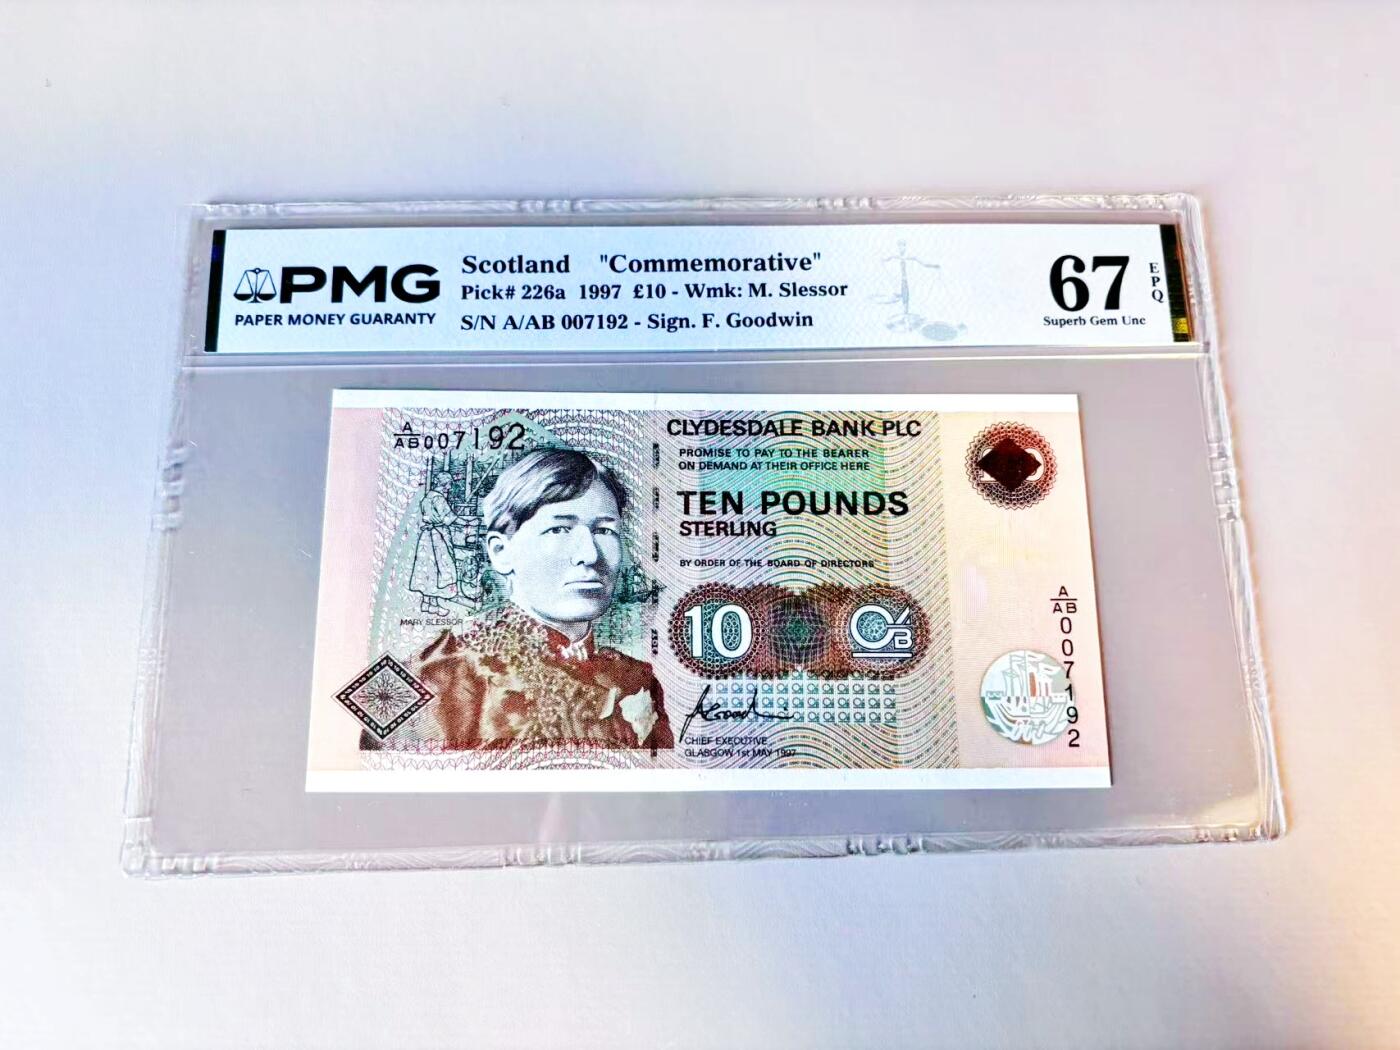 PMG
PAPER MONEY GUARANTY
Scotland "Commemorative"
Pick# 226a 1997 £10 - Wmk: M. Slessor
S/N A/AB 007192 - Sign. F. Goodwin
67
EPQ
Superb Gem Unc
A
AB 007192
CLYDESDALE BANK PLC
PROMISE TO PAY TO THE BEARER
ON DEMAND AT THEIR OFFICE HERE
TEN POUNDS
STERLING
BY ORDER OF THE BOARD OF DIRECTORS
MARY SLESSOR
10
CB
CHIEF EXECUTIVE
GLASGOW 1st MAY 1997
A
AB
007192